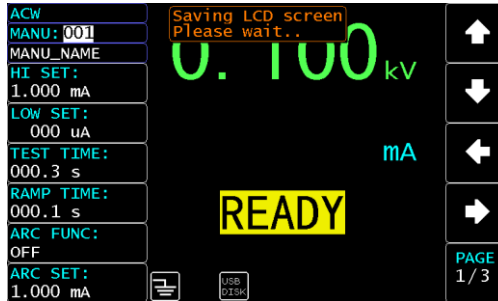 ACW
MANU: 001
MANU_NAME
HI SET:
1.000 mA
LOW SET:
000 uA
TEST TIME:
000.3 s
RAMP TIME:
000.1 s
ARC FUNC:
OFF
ARC SET:
1.000 mA
Saving LCD screen
Please wait..
0.100 kV
mA
READY
USB
DISK
PAGE
1/3